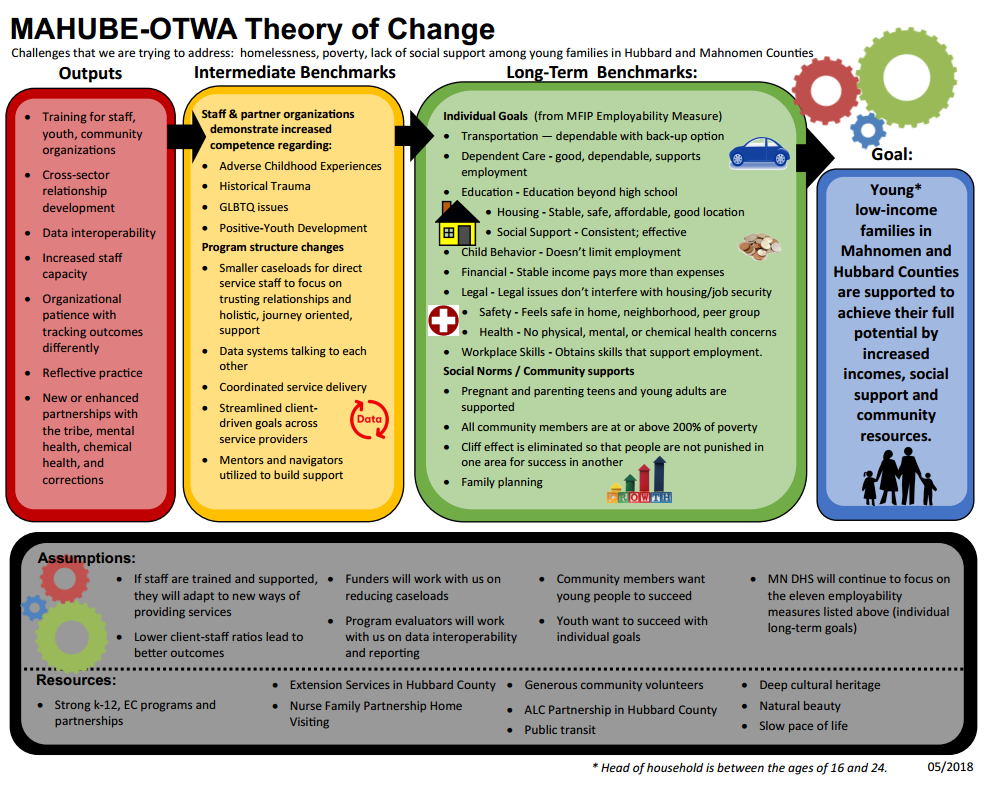 MAHUBE-OTWA Theory of Change
Challenges that we are trying to address: homelessness, poverty, lack of social support among young families in Hubbard and Mahnomen Counties
Outputs
• Training for staff,
youth, community
organizations
• Cross-sector
relationship
development
• Data interoperability
• Increased staff
capacity
• Organizational
patience with
tracking outcomes
differently
• Reflective practice
• New or enhanced
partnerships with
the tribe, mental
health, chemical
health, and
corrections
Intermediate Benchmarks
Staff & partner organizations
demonstrate increased
competence regarding:
• Adverse Childhood Experiences
• Historical Trauma
• GLBTQ issues
• Positive-Youth Development
Program structure changes
• Smaller caseloads for direct
service staff to focus on
trusting relationships and
holistic, journey oriented,
support
• Data systems talking to each
other
• Coordinated service delivery
• Streamlined client-
driven goals across
service providers
Data
• Mentors and navigators
utilized to build support
Long-Term Benchmarks:
Individual Goals (from MFIP Employability Measure)
• Transportation — dependable with back-up option
• Dependent Care - good, dependable, supports
employment
• Education - Education beyond high school
• Housing - Stable, safe, affordable, good location
• Social Support - Consistent; effective
• Child Behavior - Doesn't limit employment
• Financial - Stable income pays more than expenses
• Legal - Legal issues don't interfere with housing/job security
• Safety - Feels safe in home, neighborhood, peer group
• Health - No physical, mental, or chemical health concerns
• Workplace Skills - Obtains skills that support employment.
Social Norms / Community supports
• Pregnant and parenting teens and young adults are
supported
• All community members are at or above 200% of poverty
• Cliff effect is eliminated so that people are not punished in
one area for success in another
• Family planning
GROWTH
Goal:
Young*
low-income
families in
Mahnomen and
Hubbard Counties
are supported to
achieve their full
potential by
increased
incomes, social
support and
community
resources.
Assumptions:
• If staff are trained and supported,
they will adapt to new ways of
providing services
• Lower client-staff ratios lead to
better outcomes
• Funders will work with us on
reducing caseloads
• Program evaluators will work
with us on data interoperability
and reporting
• Community members want
young people to succeed
• Youth want to succeed with
individual goals
• MN DHS will continue to focus on
the eleven employability
measures listed above (individual
long-term goals)
Resources:
• Strong k-12, EC programs and
partnerships
• Extension Services in Hubbard County
• Nurse Family Partnership Home
Visiting
• Generous community volunteers
• ALC Partnership in Hubbard County
• Public transit
• Deep cultural heritage
• Natural beauty
• Slow pace of life
* Head of household is between the ages of 16 and 24.
05/2018